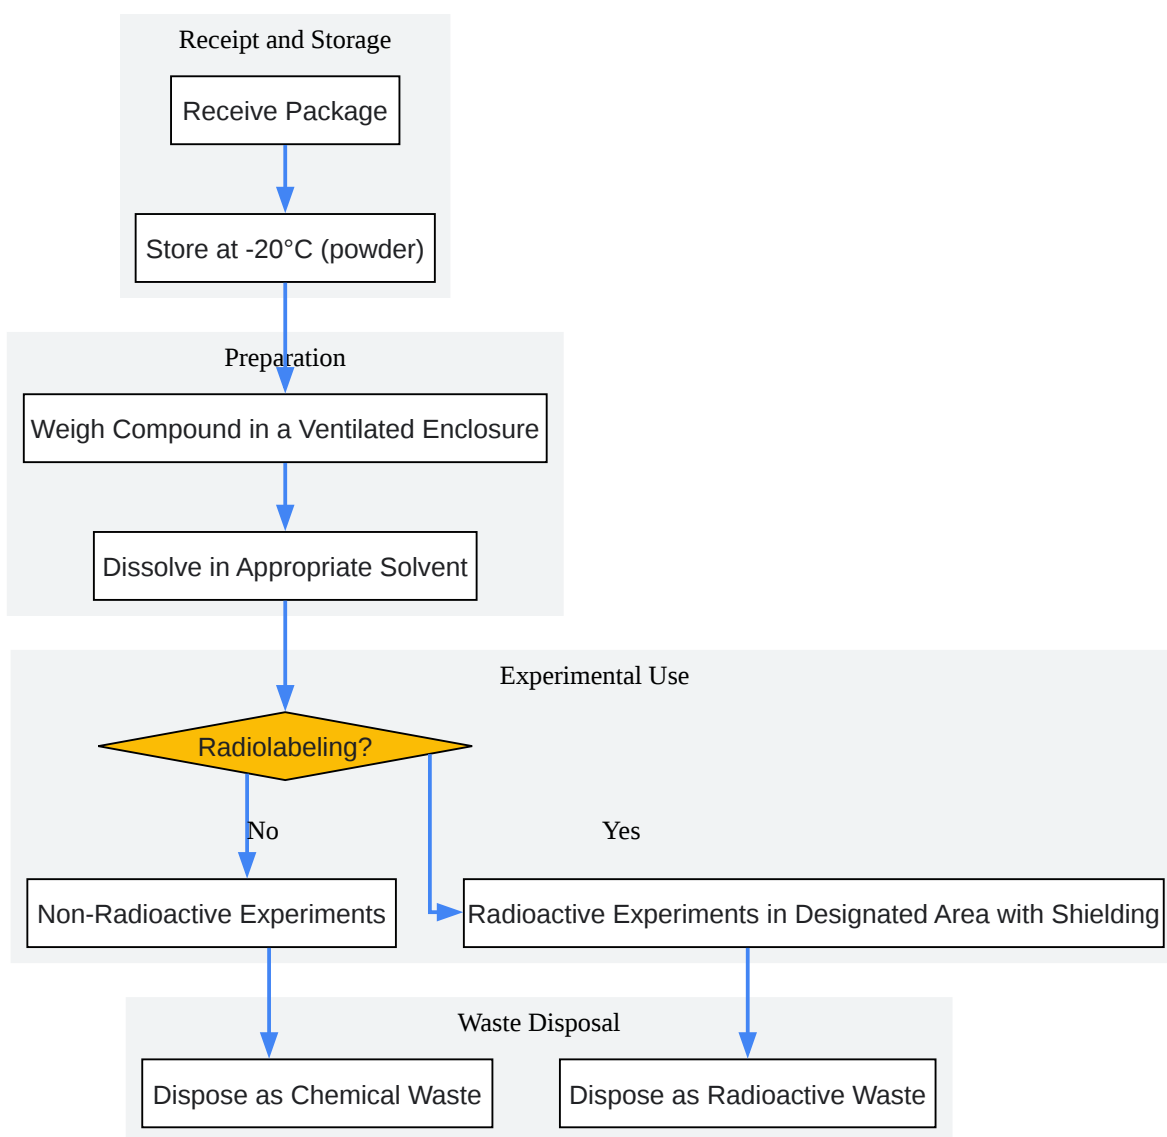 Receipt and Storage
Receive Package
Store at -20°C (powder)
Preparation
Weigh Compound in a Ventilated Enclosure
Dissolve in Appropriate Solvent
Experimental Use
Radiolabeling?
No
Yes
Non-Radioactive Experiments
Radioactive Experiments in Designated Area with Shielding
Waste Disposal
Dispose as Chemical Waste
Dispose as Radioactive Waste